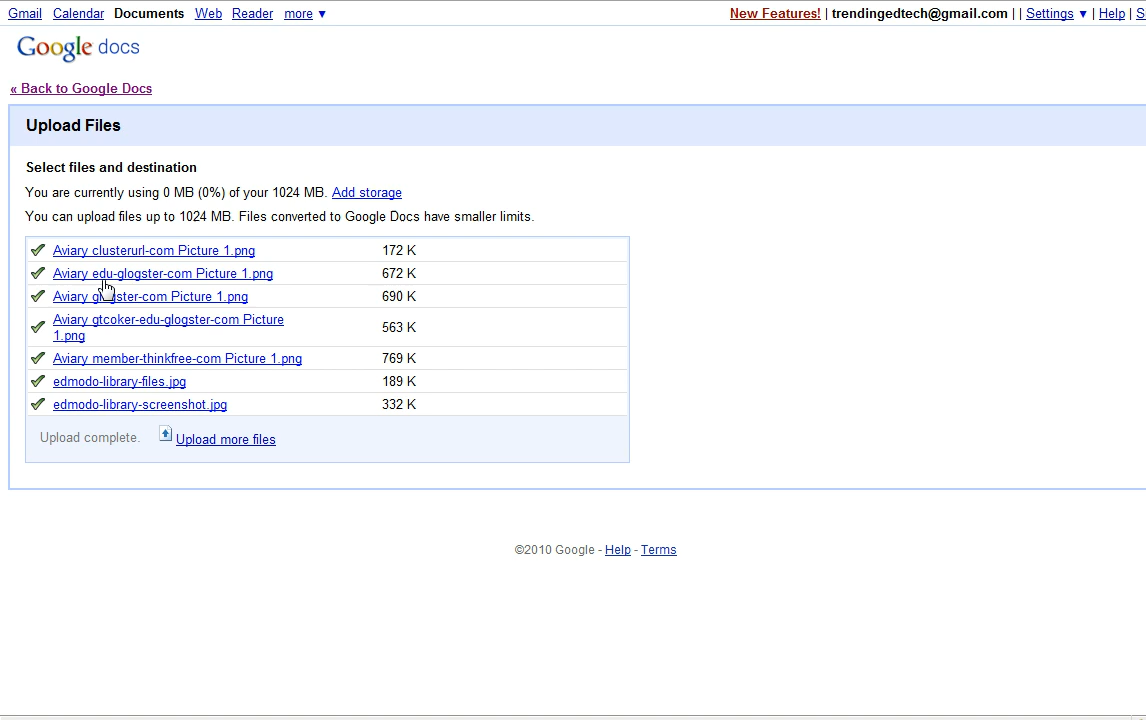 Gmail Calendar Documents Web Reader more ▼ New Features! | trendingedtech@gmail.com | | Settings ▼ | Help | S
Google docs
« Back to Google Docs
Upload Files
Select files and destination
You are currently using 0 MB (0%) of your 1024 MB. Add storage
You can upload files up to 1024 MB. Files converted to Google Docs have smaller limits.
Aviary clusterurl-com Picture 1.png 172 K
Aviary edu-glogster-com Picture 1.png 672 K
Aviary glogster-com Picture 1.png 690 K
Aviary gtcoker-edu-glogster-com Picture
1.png 563 K
Aviary member-thinkfree-com Picture 1.png 769 K
edmodo-library-files.jpg 189 K
edmodo-library-screenshot.jpg 332 K
Upload complete. Upload more files
©2010 Google - Help - Terms